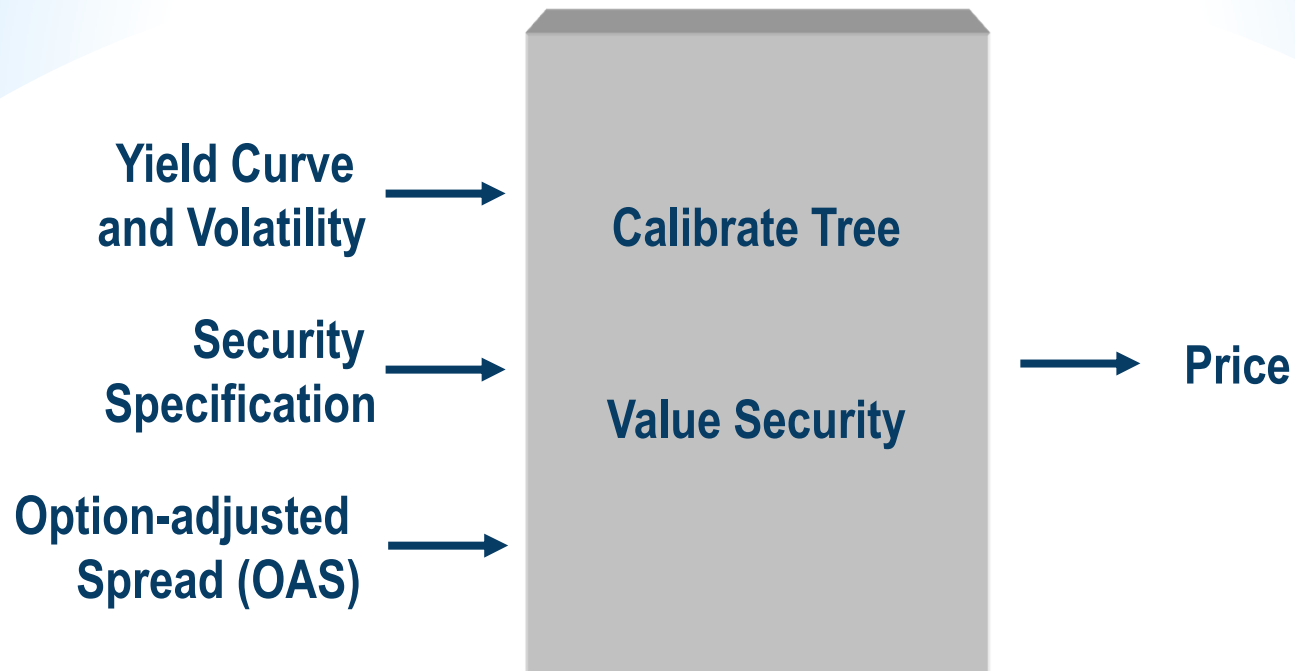 Yield Curve
and Volatility
Security
Specification
Option-adjusted
Spread (OAS)
Calibrate Tree
Value Security
Price